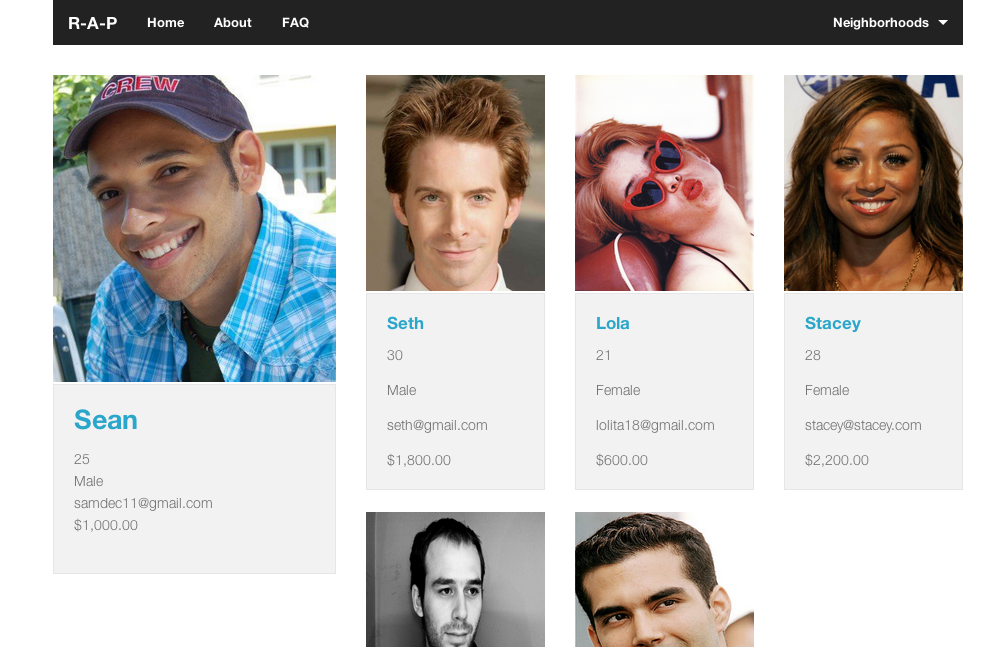 R-A-P Home About FAQ Neighborhoods
CREW
Sean
25
Male
samdec11@gmail.com
$1,000.00
Seth
30
Male
seth@gmail.com
$1,800.00
Lola
21
Female
lolita18@gmail.com
$600.00
Stacey
28
Female
stacey@stacey.com
$2,200.00